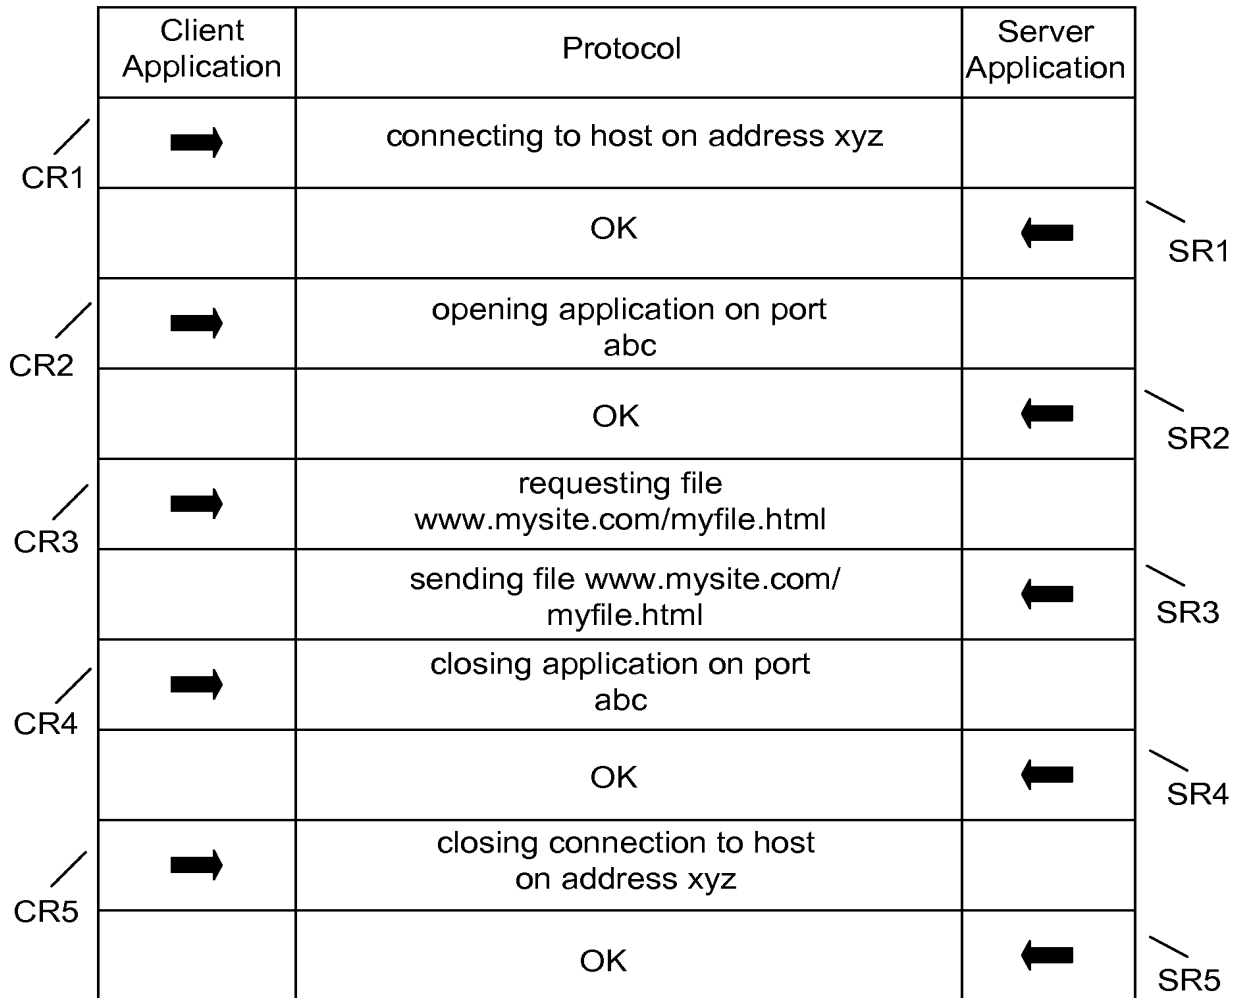 Client
Application
Protocol
Server
Application
CR1
connecting to host on address xyz
OK
SR1
CR2
opening application on port
abc
OK
SR2
CR3
requesting file
www.mysite.com/myfile.html
sending file www.mysite.com/
myfile.html
SR3
CR4
closing application on port
abc
OK
SR4
CR5
closing connection to host
on address xyz
OK
SR5